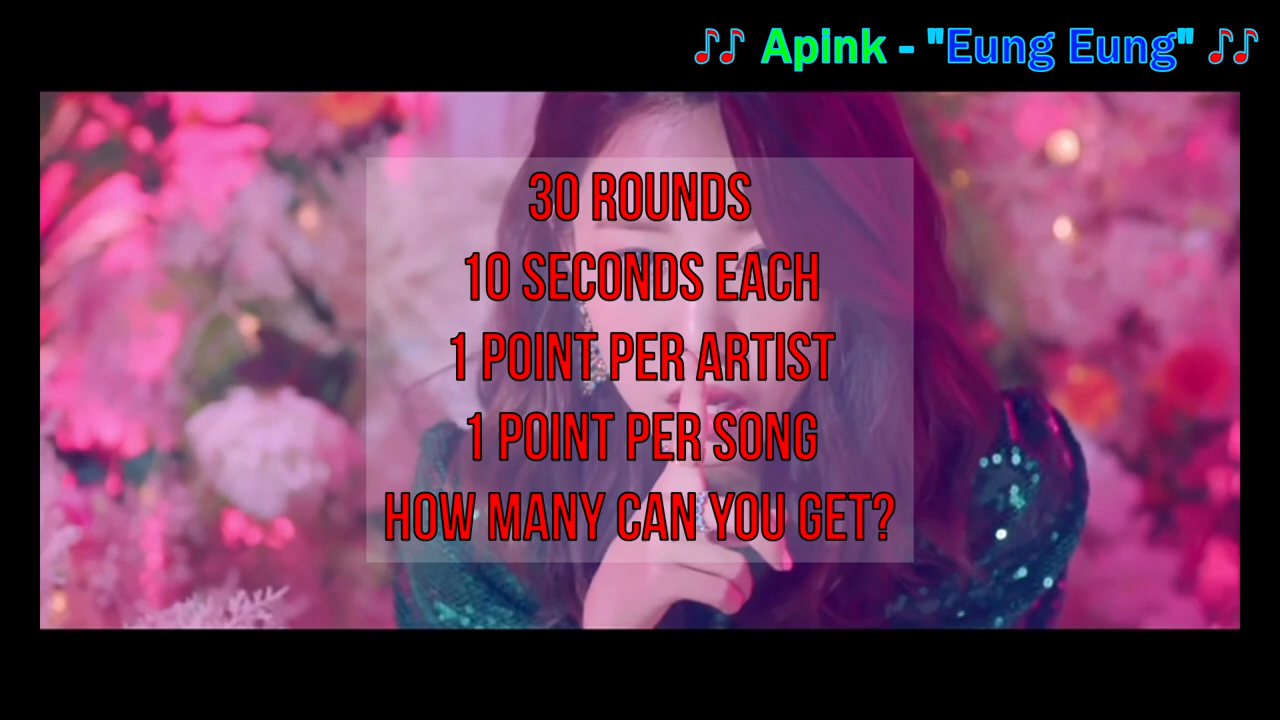 🎵🎵 Apink - "Eung Eung" 🎵🎵
30 ROUNDS
10 SECONDS EACH
1 POINT PER ARTIST
1 POINT PER SONG
HOW MANY CAN YOU GET?